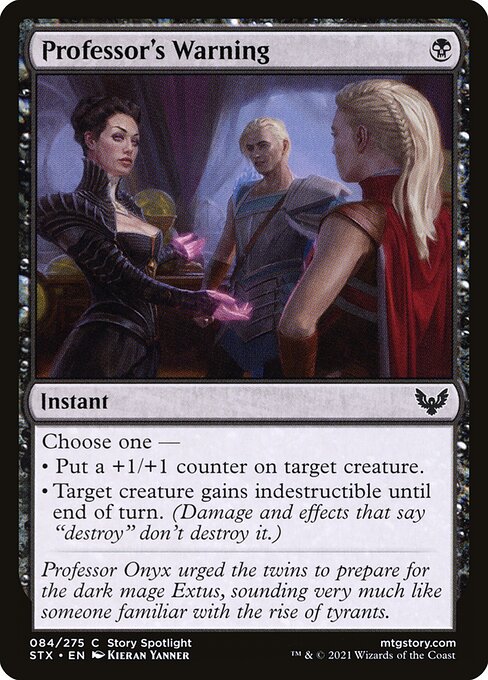 Professor's Warning
Instant
Choose one —
• Put a +1/+1 counter on target creature.
• Target creature gains indestructible until
end of turn. (Damage and effects that say
"destroy" don't destroy it.)
Professor Onyx urged the twins to prepare for
the dark mage Extus, sounding very much like
someone familiar with the rise of tyrants.
084/275 C Story Spotlight mtgstory.com
STX • EN Kieran Yanner ™ & © 2021 Wizards of the Coast